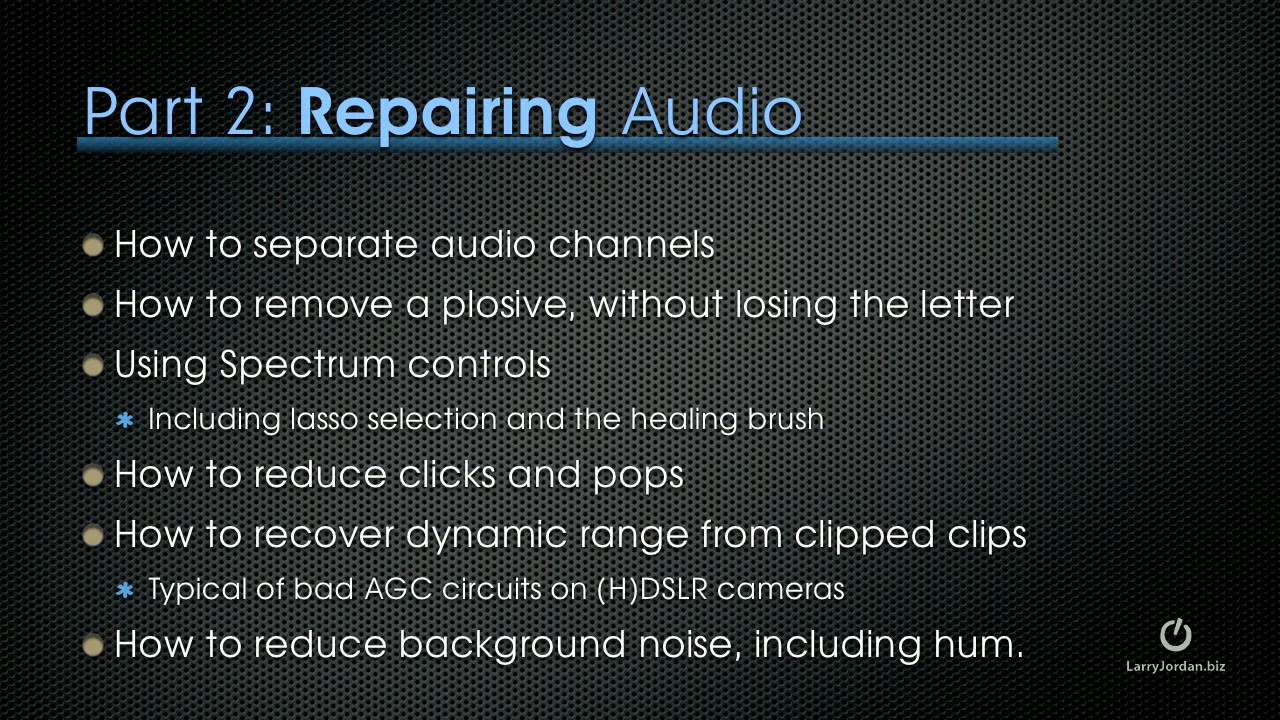 Part 2: Repairing Audio
How to separate audio channels
How to remove a plosive, without losing the letter
Using Spectrum controls
Including lasso selection and the healing brush
How to reduce clicks and pops
How to recover dynamic range from clipped clips
Typical of bad AGC circuits on (H)DSLR cameras
How to reduce background noise, including hum.
LarryJordan.biz